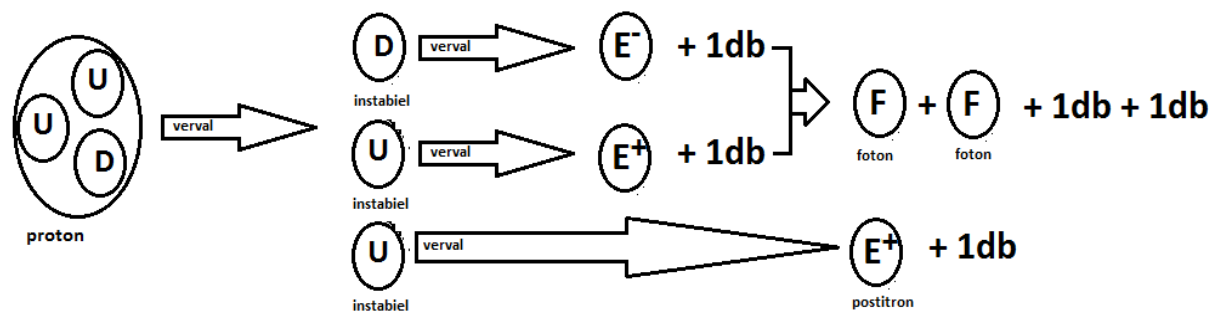 U
U
D
proton
verval
D
verval
E⁻ + 1db
instabiel
U
verval
E⁺ + 1db
instabiel
F + F + 1db + 1db
foton
foton
U
verval
E⁺ + 1db
instabiel
postitron